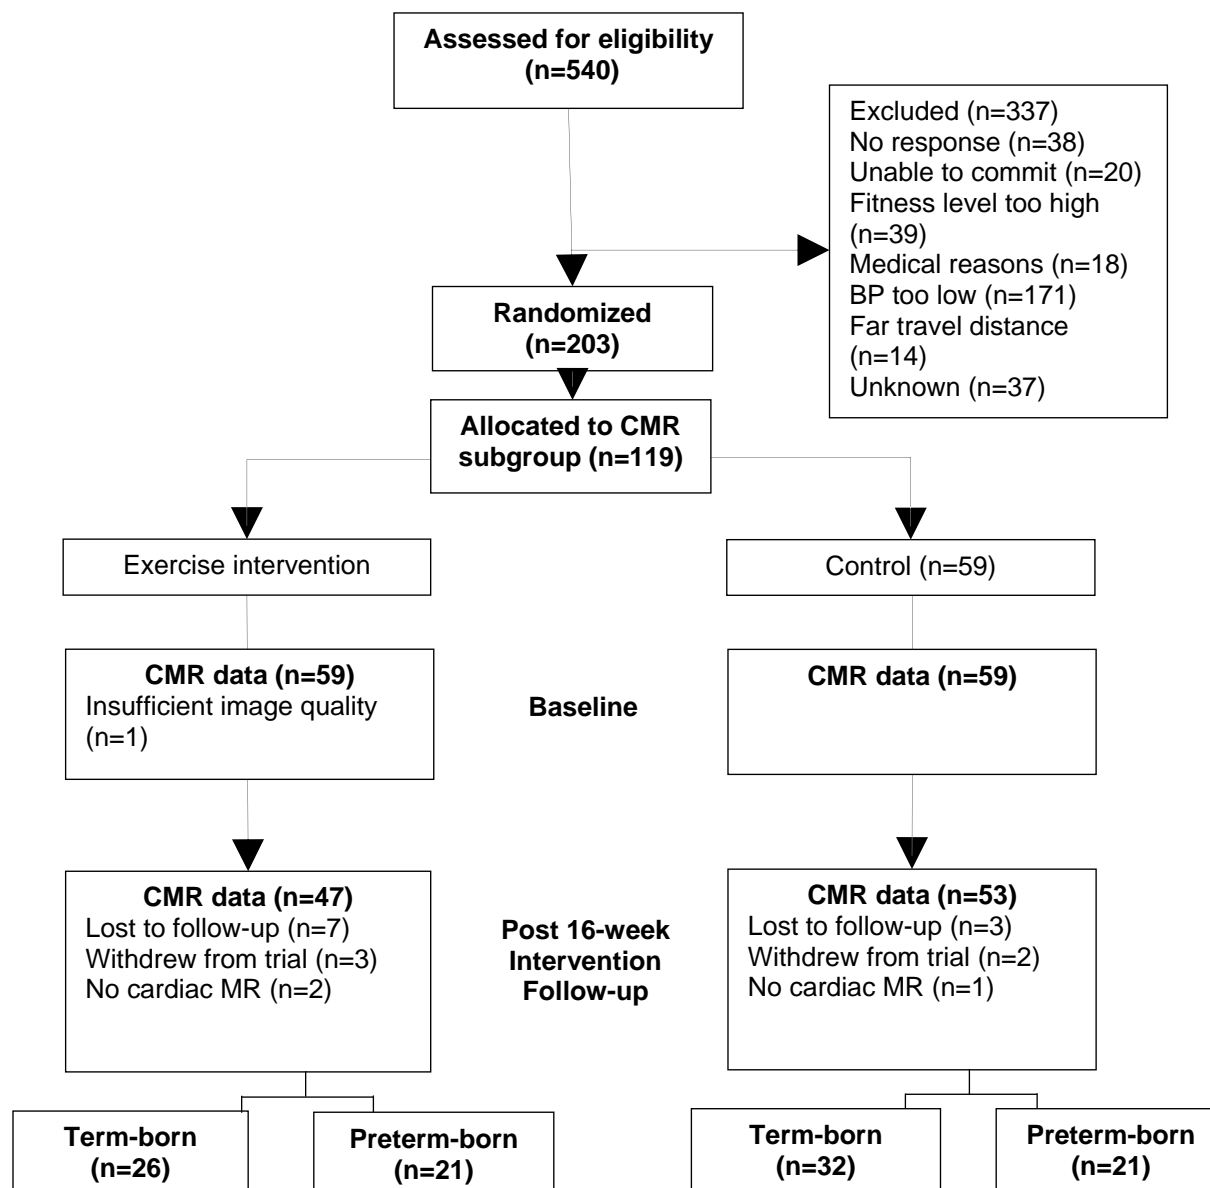 Assessed for eligibility
(n=540)
Excluded (n=337)
No response (n=38)
Unable to commit (n=20)
Fitness level too high
(n=39)
Medical reasons (n=18)
BP too low (n=171)
Far travel distance
(n=14)
Unknown (n=37)
Randomized
(n=203)
Allocated to CMR
subgroup (n=119)
Exercise intervention
Control (n=59)
CMR data (n=59)
Insufficient image quality
(n=1)
Baseline
CMR data (n=59)
CMR data (n=47)
Lost to follow-up (n=7)
Withdrew from trial (n=3)
No cardiac MR (n=2)
Post 16-week
Intervention
Follow-up
CMR data (n=53)
Lost to follow-up (n=3)
Withdrew from trial (n=2)
No cardiac MR (n=1)
Term-born
(n=26)
Preterm-born
(n=21)
Term-born
(n=32)
Preterm-born
(n=21)